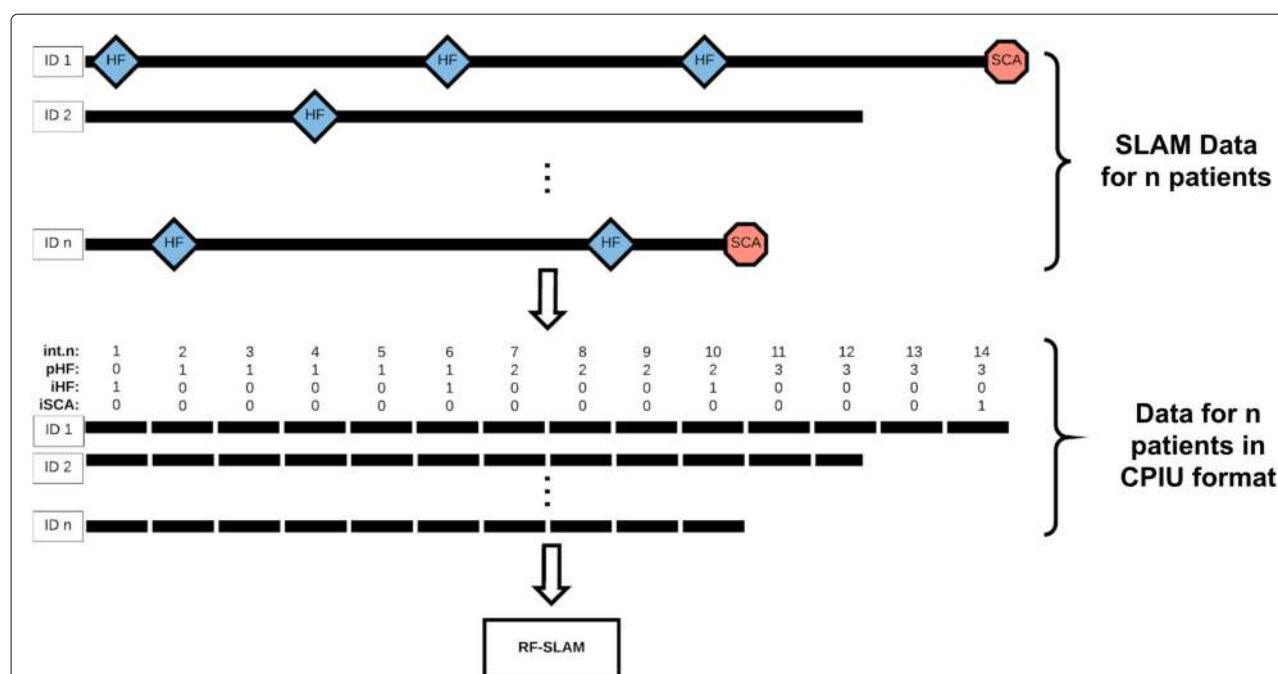 ID 1
HF
HF
HF
SCA
ID 2
HF
SLAM Data
for n patients
ID n
HF
HF
SCA
int.n: 1 2 3 4 5 6 7 8 9 10 11 12 13 14
pHF: 0 1 1 1 1 1 2 2 2 2 3 3 3 3
iHF: 1 0 0 0 0 1 0 0 0 1 0 0 0 0
iSCA: 0 0 0 0 0 0 0 0 0 0 0 0 0 1
ID 1
ID 2
ID n
Data for n
patients in
CPIU format
RF-SLAM